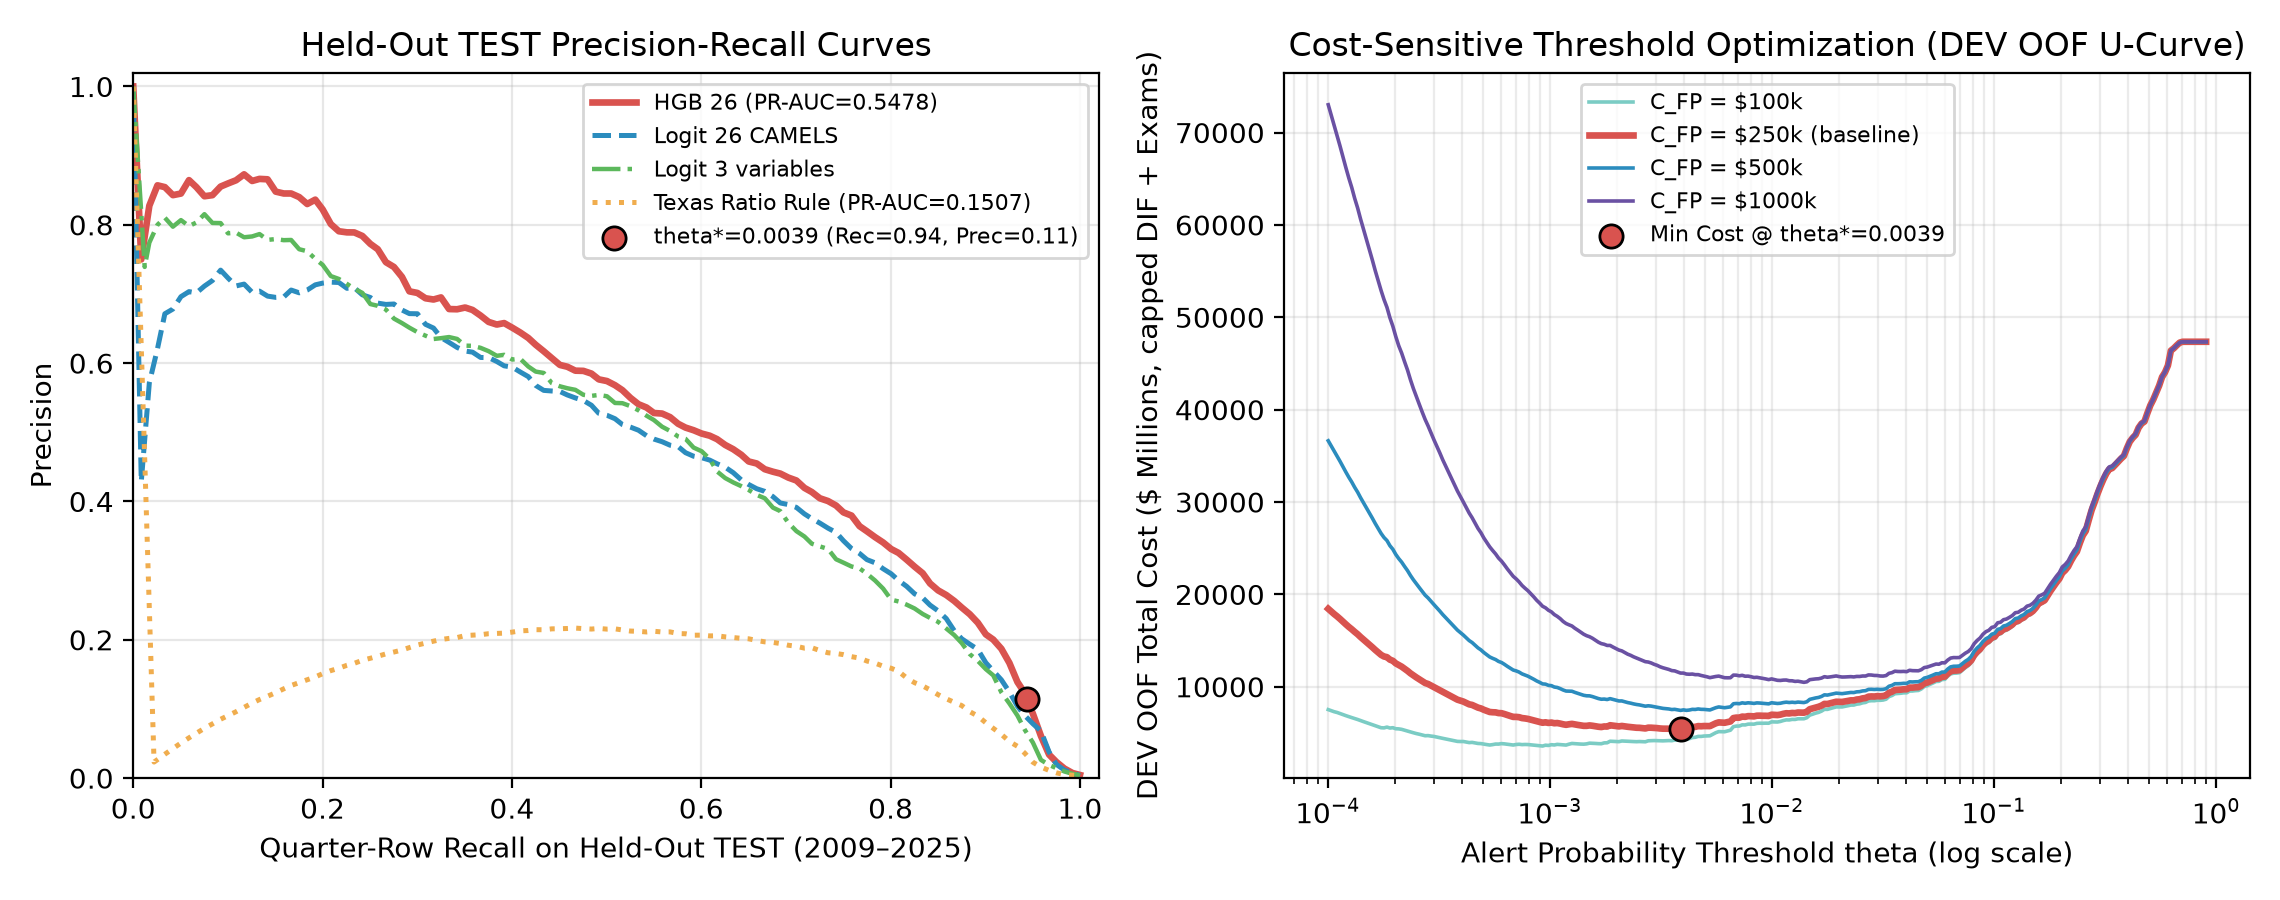 Held-Out TEST Precision-Recall Curves
HGB 26 (PR-AUC=0.5478)
Logit 26 CAMELS
Logit 3 variables
Texas Ratio Rule (PR-AUC=0.1507)
theta*=0.0039 (Rec=0.94, Prec=0.11)
Precision
1.0
0.8
0.6
0.4
0.2
0.0
0.0 0.2 0.4 0.6 0.8 1.0
Quarter-Row Recall on Held-Out TEST (2009–2025)
Cost-Sensitive Threshold Optimization (DEV OOF U-Curve)
C_FP = $100k
C_FP = $250k (baseline)
C_FP = $500k
C_FP = $1000k
Min Cost @ theta*=0.0039
DEV OOF Total Cost ($ Millions, capped DIF + Exams)
70000
60000
50000
40000
30000
20000
10000
10⁻⁴ 10⁻³ 10⁻² 10⁻¹ 10⁰
Alert Probability Threshold theta (log scale)